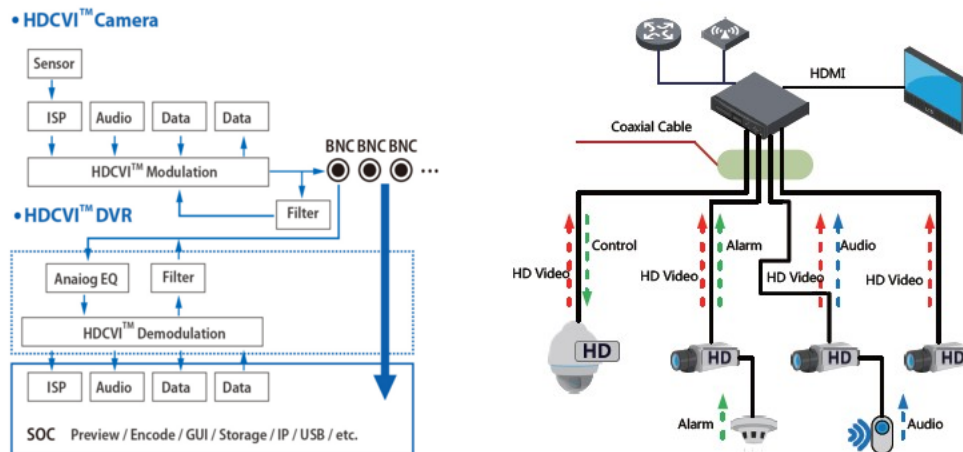 • HDCVI™ Camera
Sensor
ISP Audio Data Data
HDCVI™ Modulation
BNC BNC BNC
...
Filter
• HDCVI™ DVR
Anaiog EQ Filter
HDCVI™ Demodulation
ISP Audio Data Data
SOC Preview / Encode / GUI / Storage / IP / USB / etc.
HDMI
Coaxial Cable
Control Alarm Audio
HD Video HD Video HD Video HD Video
HD HD HD HD
Alarm Audio